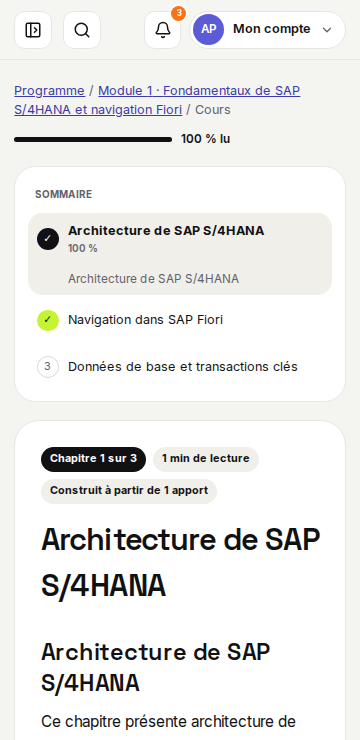 3
AP Mon compte
Programme / Module 1 · Fondamentaux de SAP
S/4HANA et navigation Fiori / Cours
100 % lu
SOMMAIRE
✓ Architecture de SAP S/4HANA
100 %
Architecture de SAP S/4HANA
✓ Navigation dans SAP Fiori
3 Données de base et transactions clés
Chapitre 1 sur 3 1 min de lecture
Construit à partir de 1 apport
Architecture de SAP
S/4HANA
Architecture de SAP
S/4HANA
Ce chapitre présente architecture de